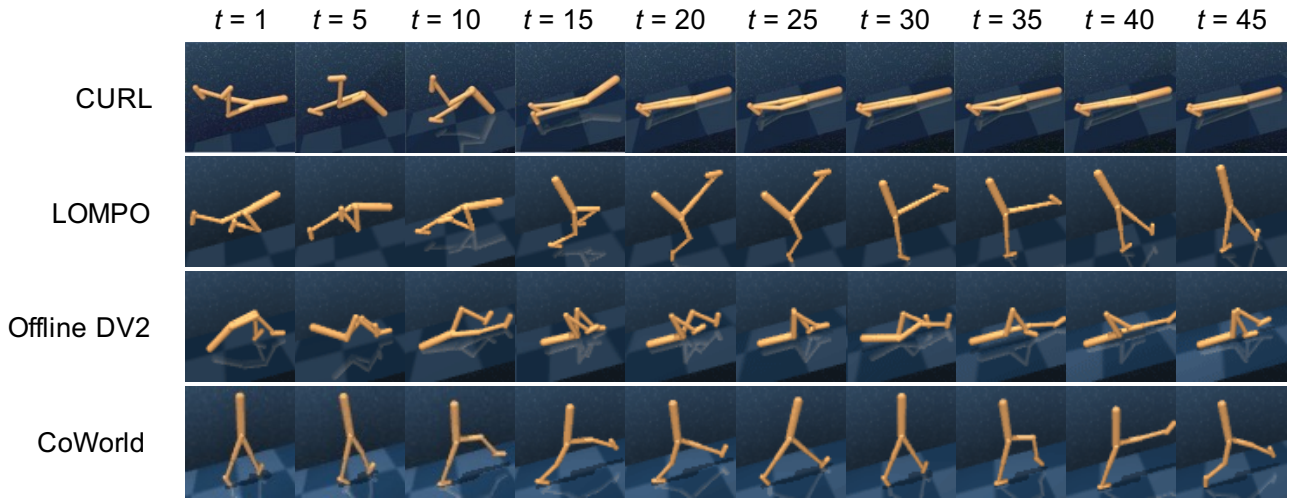 t = 1 t = 5 t = 10 t = 15 t = 20 t = 25 t = 30 t = 35 t = 40 t = 45
CURL
LOMPO
Offline DV2
CoWorld